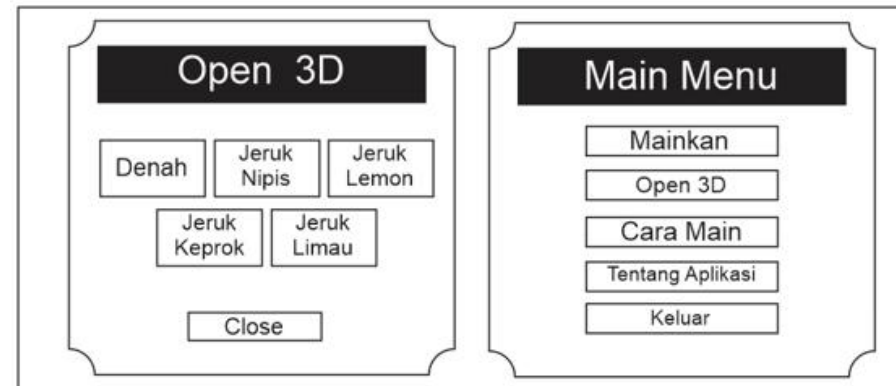 Open 3D
Denah
Jeruk
Nipis
Jeruk
Lemon
Jeruk
Keprok
Jeruk
Limau
Close
Main Menu
Mainkan
Open 3D
Cara Main
Tentang Aplikasi
Keluar